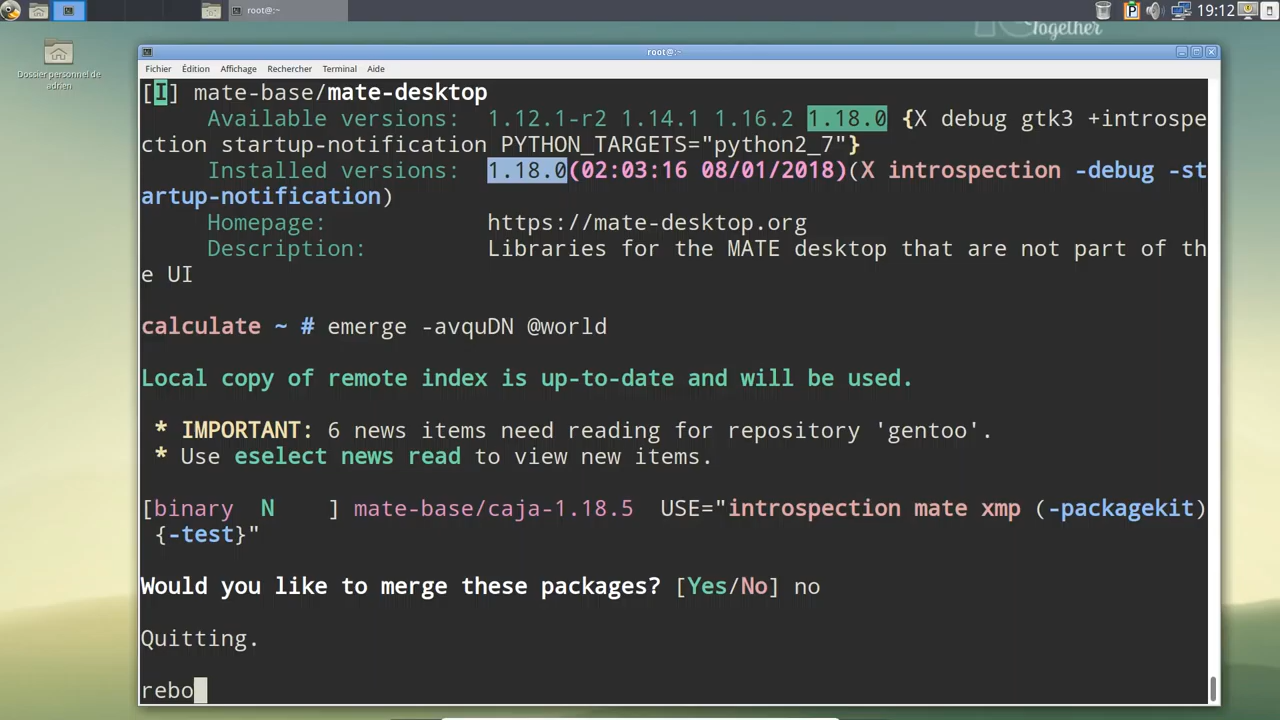 root@:~
19:12
Together
Dossier personnel de
adrien
root@:~
Fichier Édition Affichage Rechercher Terminal Aide
[I] mate-base/mate-desktop
Available versions: 1.12.1-r2 1.14.1 1.16.2 1.18.0 {X debug gtk3 +introspe
ction startup-notification PYTHON_TARGETS="python2_7"}
Installed versions: 1.18.0(02:03:16 08/01/2018)(X introspection -debug -st
artup-notification)
Homepage: https://mate-desktop.org
Description: Libraries for the MATE desktop that are not part of th
e UI
calculate ~ # emerge -avquDN @world
Local copy of remote index is up-to-date and will be used.
* IMPORTANT: 6 news items need reading for repository 'gentoo'.
* Use eselect news read to view new items.
[binary N ] mate-base/caja-1.18.5 USE="introspection mate xmp (-packagekit)
{-test}"
Would you like to merge these packages? [Yes/No] no
Quitting.
rebo